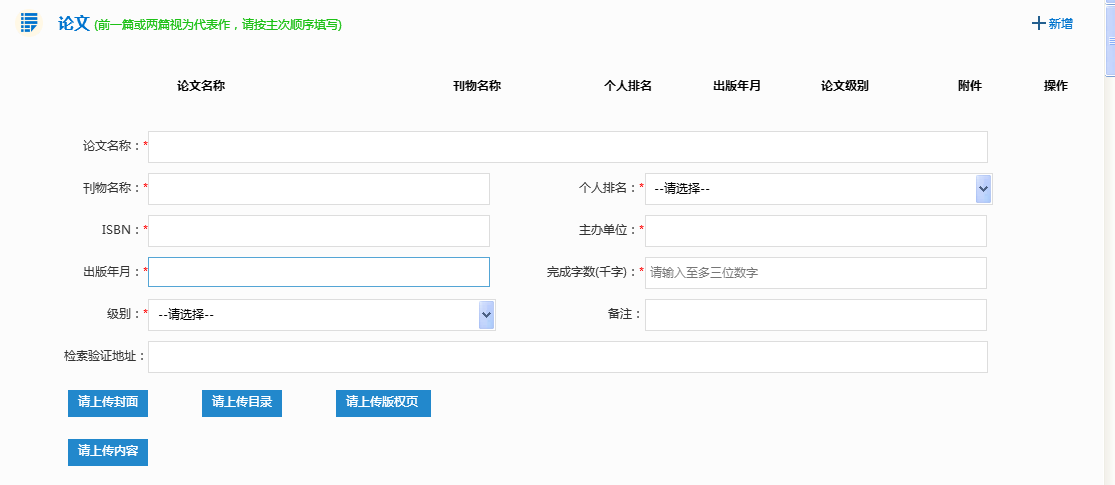 论文 (前一篇或两篇视为代表作，请按主次顺序填写) 新增
论文名称 刊物名称 个人排名 出版年月 论文级别 附件 操作
论文名称：*
刊物名称：* 个人排名：* --请选择--
ISBN：* 主办单位：*
出版年月：* 完成字数(千字)：* 请输入至多三位数字
级别：* --请选择-- 备注：
检索验证地址：
请上传封面 请上传目录 请上传版权页
请上传内容